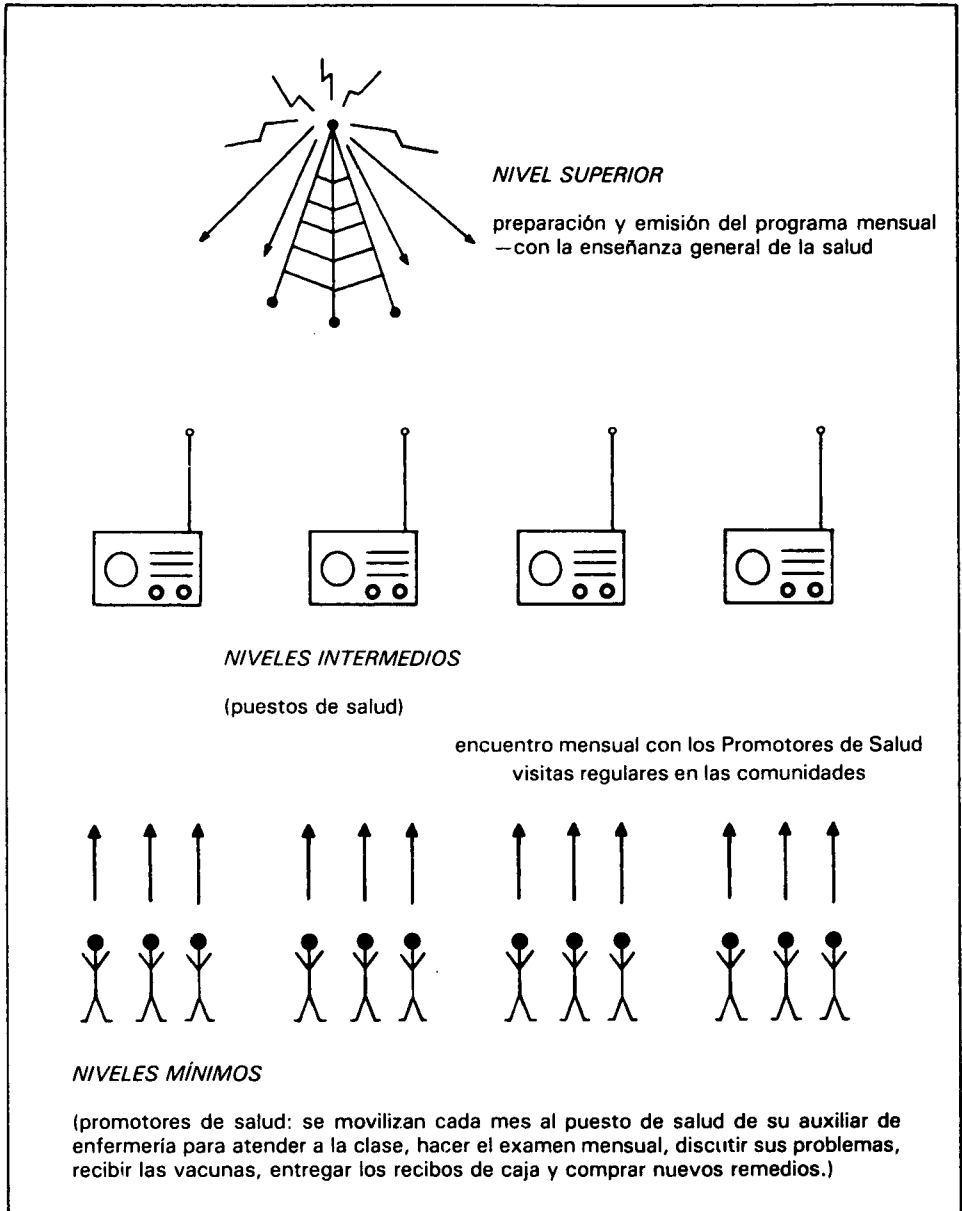 NIVEL SUPERIOR
preparación y emisión del programa mensual
—con la enseñanza general de la salud
NIVELES INTERMEDIOS
(puestos de salud)
encuentro mensual con los Promotores de Salud
visitas regulares en las comunidades
NIVELES MÍNIMOS
(promotores de salud: se movilizan cada mes al puesto de salud de su auxiliar de
enfermería para atender a la clase, hacer el examen mensual, discutir sus problemas,
recibir las vacunas, entregar los recibos de caja y comprar nuevos remedios.)